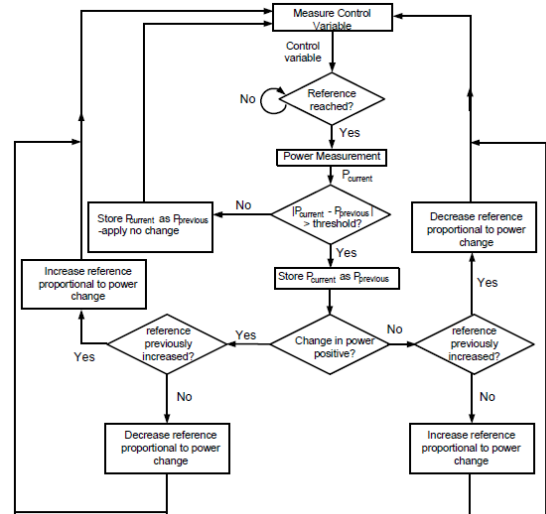 Measure Control
Variable
Control
variable
No
Reference
reached?
Yes
Power Measurement
Pcurrent
|Pcurrent - Pprevious|
> threshold?
No
Store Pcurrent as Pprevious
-apply no change
Decrease reference
proportional to power
change
Yes
Store Pcurrent as Pprevious
Increase reference
proportional to power
change
Yes
Change in power
positive?
Yes
No
reference
previously
increased?
Yes
reference
previously
increased?
No
No
Decrease reference
proportional to power
change
Increase reference
proportional to power
change